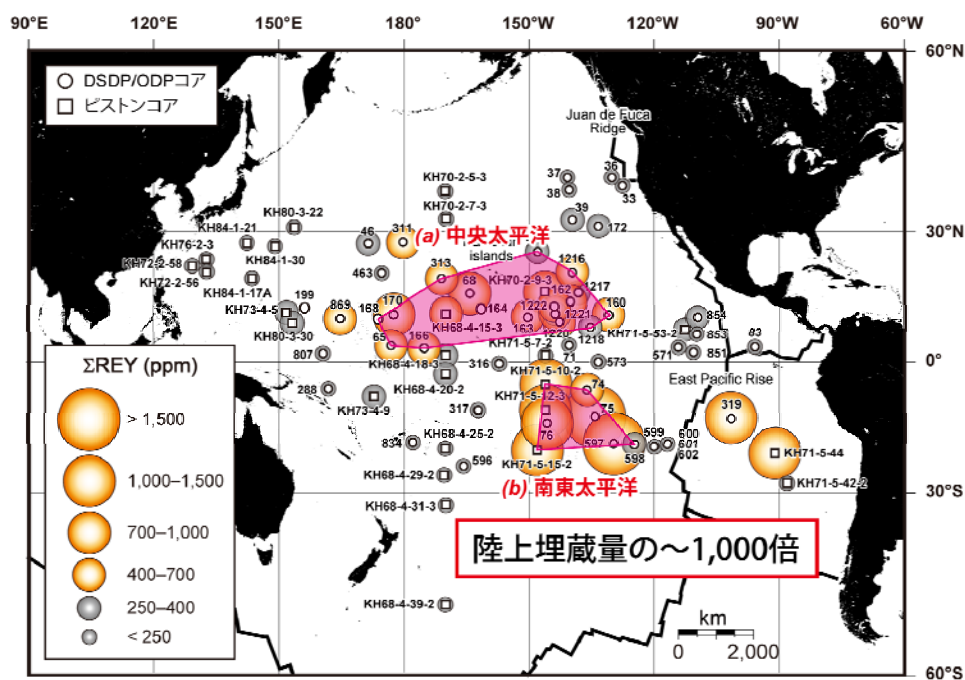 90°E
120°E
150°E
180°
150°W
120°W
90°W
60°W
60°N
30°N
0°
30°S
60°S
DSDP/ODPコア
ピストンコア
Juan de Fuca
Ridge
37
38
36
33
39
172
KH70-2-5-3
KH70-2-7-3
KH80-3-22
KH84-1-21
KH76-2-3
KH72-2-58
KH72-2-56
KH84-1-30
KH84-1-17A
KH73-4-5
KH80-3-30
199
869
807
46
311
463
(a) 中央太平洋
islands
313
68
KH70-2-9-3
1216
1217
162
160
170
168
164
1222
1221
163
1220
1218
KH68-4-15-3
65
166
KH68-4-18-3
KH71-5-7-2
71
KH71-5-53-2
854
853
851
571
83
573
316
288
KH73-4-9
KH68-4-20-2
KH71-5-10-2
KH71-5-12-3
74
75
76
597
598
599
600
601
602
317
834
596
KH68-4-25-2
KH68-4-29-2
KH68-4-31-3
KH68-4-39-2
KH71-5-15-2
(b) 南東太平洋
East Pacific Rise
319
KH71-5-44
KH71-5-42-2
陸上埋蔵量の～1,000倍
ΣREY (ppm)
> 1,500
1,000–1,500
700–1,000
400–700
250–400
< 250
km
0
2,000